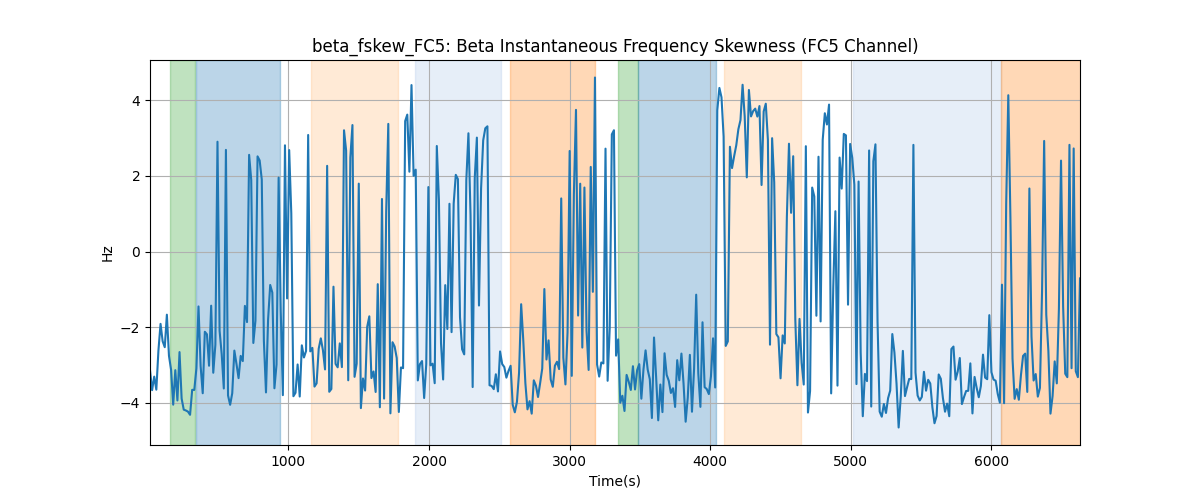 beta_fskew_FC5: Beta Instantaneous Frequency Skewness (FC5 Channel)
4
2
0
−2
−4
Hz
1000 2000 3000 4000 5000 6000
Time(s)